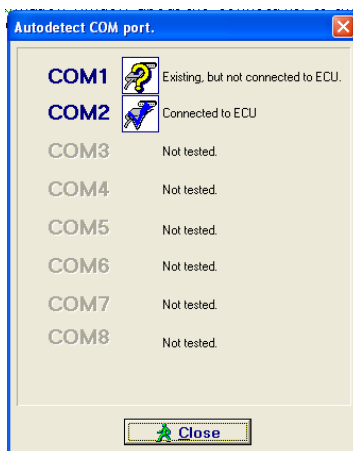 Autodetect COM port.
COM1 Existing, but not connected to ECU.
COM2 Connected to ECU
COM3 Not tested.
COM4 Not tested.
COM5 Not tested.
COM6 Not tested.
COM7 Not tested.
COM8 Not tested.
Close